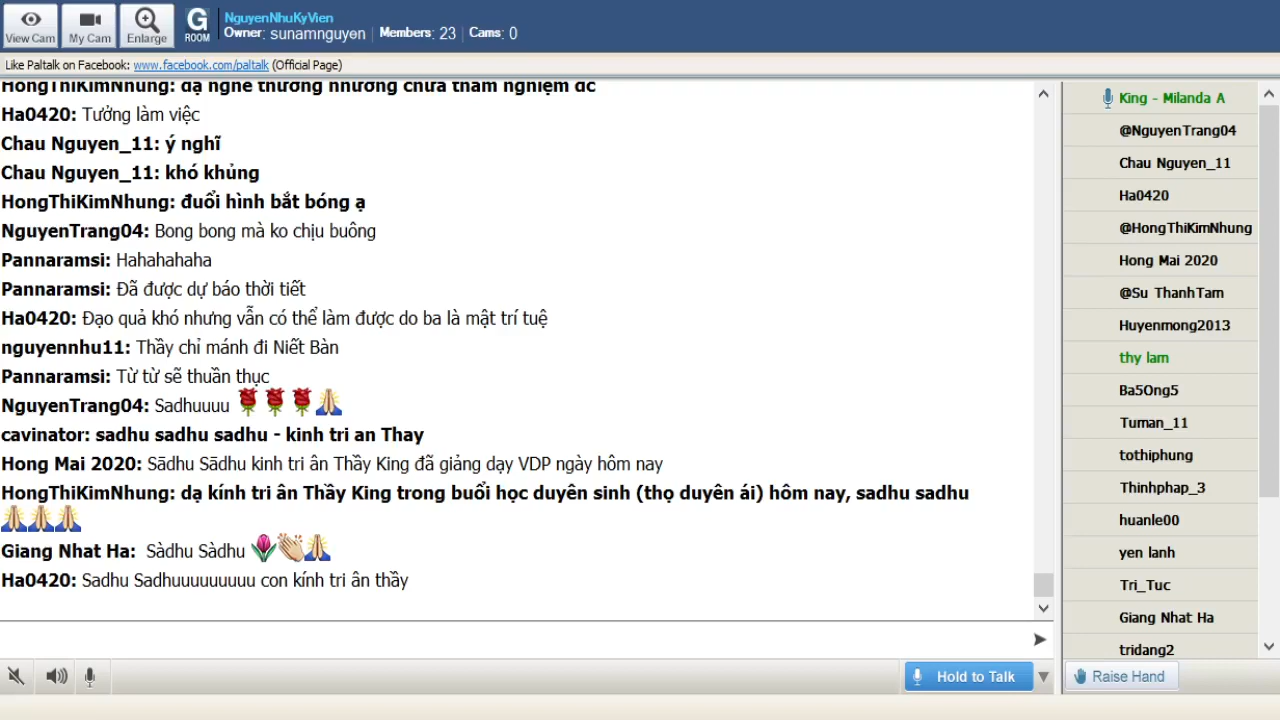 View Cam
My Cam
Enlarge
G
ROOM
NguyenNhuKyVien
Owner: sunamnguyen | Members: 23 | Cams: 0
Like Paltalk on Facebook: www.facebook.com/paltalk (Official Page)
HongThiKimNhung: dạ nghe thường nhưng chưa thẩm nghiệm dc
Ha0420: Tưởng làm việc
Chau Nguyen_11: ý nghĩ
Chau Nguyen_11: khó khủng
HongThiKimNhung: đuổi hình bắt bóng ạ
NguyenTrang04: Bong bong mà ko chịu buông
Pannaramsi: Hahahahaha
Pannaramsi: Đã được dự báo thời tiết
Ha0420: Đạo quả khó nhưng vẫn có thể làm được do ba la mật trí tuệ
nguyennhu11: Thầy chỉ mánh đi Niết Bàn
Pannaramsi: Từ từ sẽ thuần thục
NguyenTrang04: Sadhuuuu
cavinator: sadhu sadhu sadhu - kinh tri an Thay
Hong Mai 2020: Sādhu Sādhu kinh tri ân Thầy King đã giảng dạy VDP ngày hôm nay
HongThiKimNhung: dạ kính tri ân Thầy King trong buổi học duyên sinh (thọ duyên ái) hôm nay, sadhu sadhu
Giang Nhat Ha: Sàdhu Sàdhu
Ha0420: Sadhu Sadhuuuuuuuuu con kính tri ân thầy
King - Milanda A
@NguyenTrang04
Chau Nguyen_11
Ha0420
@HongThiKimNhung
Hong Mai 2020
@Su ThanhTam
Huyenmong2013
thy lam
Ba5Ong5
Tuman_11
tothiphung
Thinhphap_3
huanle00
yen lanh
Tri_Tuc
Giang Nhat Ha
tridang2
Hold to Talk
Raise Hand